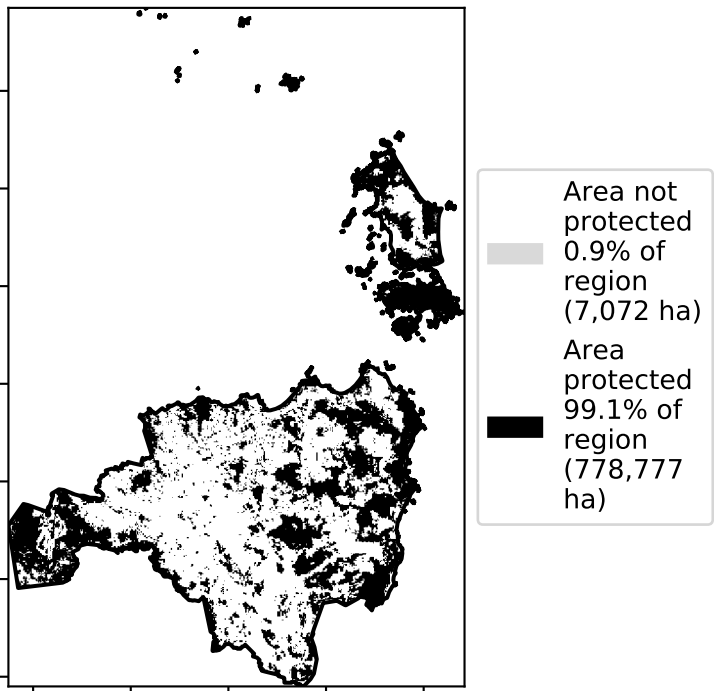 Area not
protected
0.9% of
region
(7,072 ha)
Area
protected
99.1% of
region
(778,777
ha)